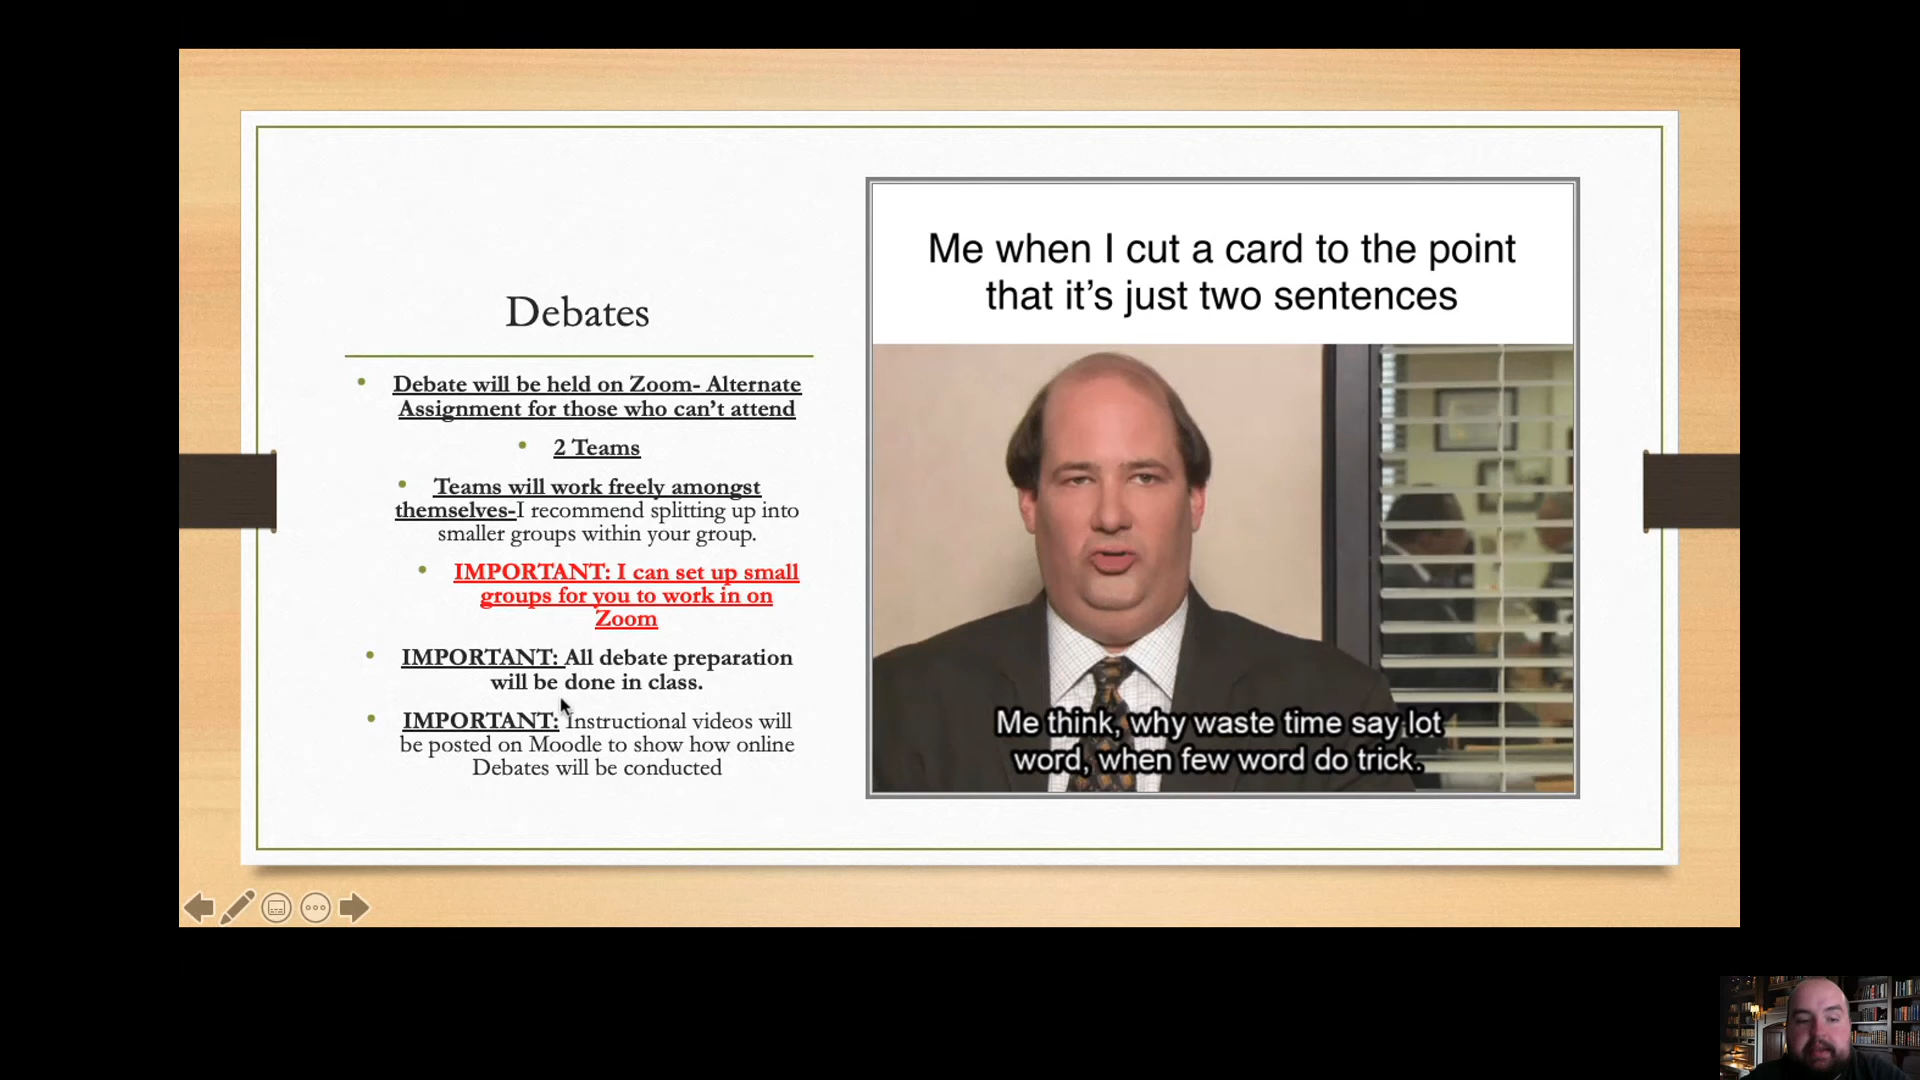 Debates
Debate will be held on Zoom- Alternate
Assignment for those who can’t attend
2 Teams
Teams will work freely amongst
themselves-I recommend splitting up into
smaller groups within your group.
IMPORTANT: I can set up small
groups for you to work in on
Zoom
IMPORTANT: All debate preparation
will be done in class.
IMPORTANT: Instructional videos will
be posted on Moodle to show how online
Debates will be conducted
Me when I cut a card to the point
that it’s just two sentences
Me think, why waste time say lot
word, when few word do trick.